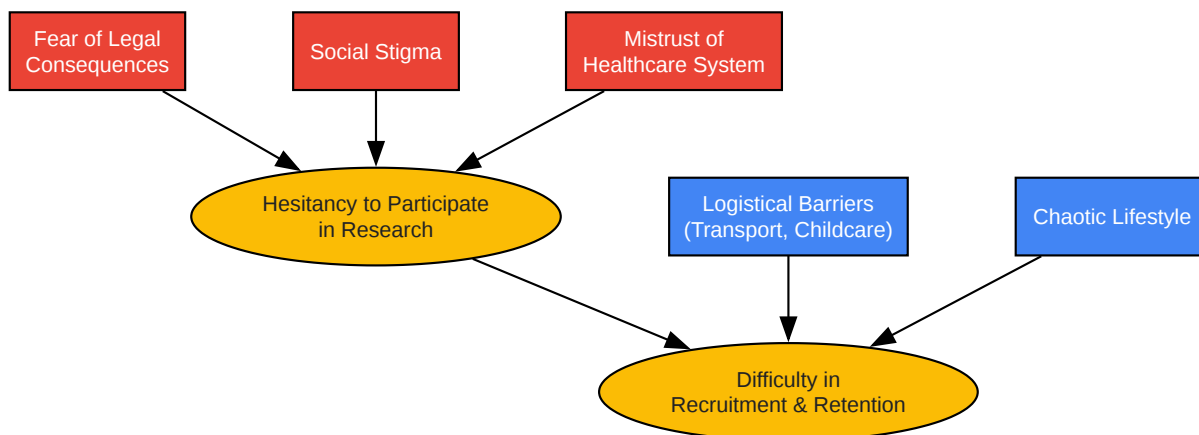 Fear of Legal
Consequences
Social Stigma
Mistrust of
Healthcare System
Hesitancy to Participate
in Research
Logistical Barriers
(Transport, Childcare)
Chaotic Lifestyle
Difficulty in
Recruitment & Retention